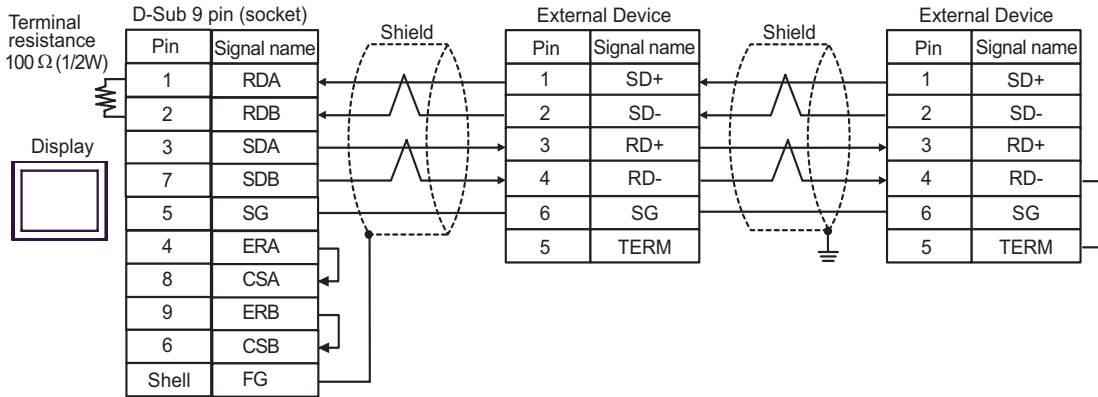 Terminal
resistance
100 Ω (1/2W)
Display
D-Sub 9 pin (socket)
Pin Signal name
1 RDA
2 RDB
3 SDA
7 SDB
5 SG
4 ERA
8 CSA
9 ERB
6 CSB
Shell FG
Shield
External Device
Pin Signal name
1 SD+
2 SD-
3 RD+
4 RD-
6 SG
5 TERM
Shield
External Device
Pin Signal name
1 SD+
2 SD-
3 RD+
4 RD-
6 SG
5 TERM